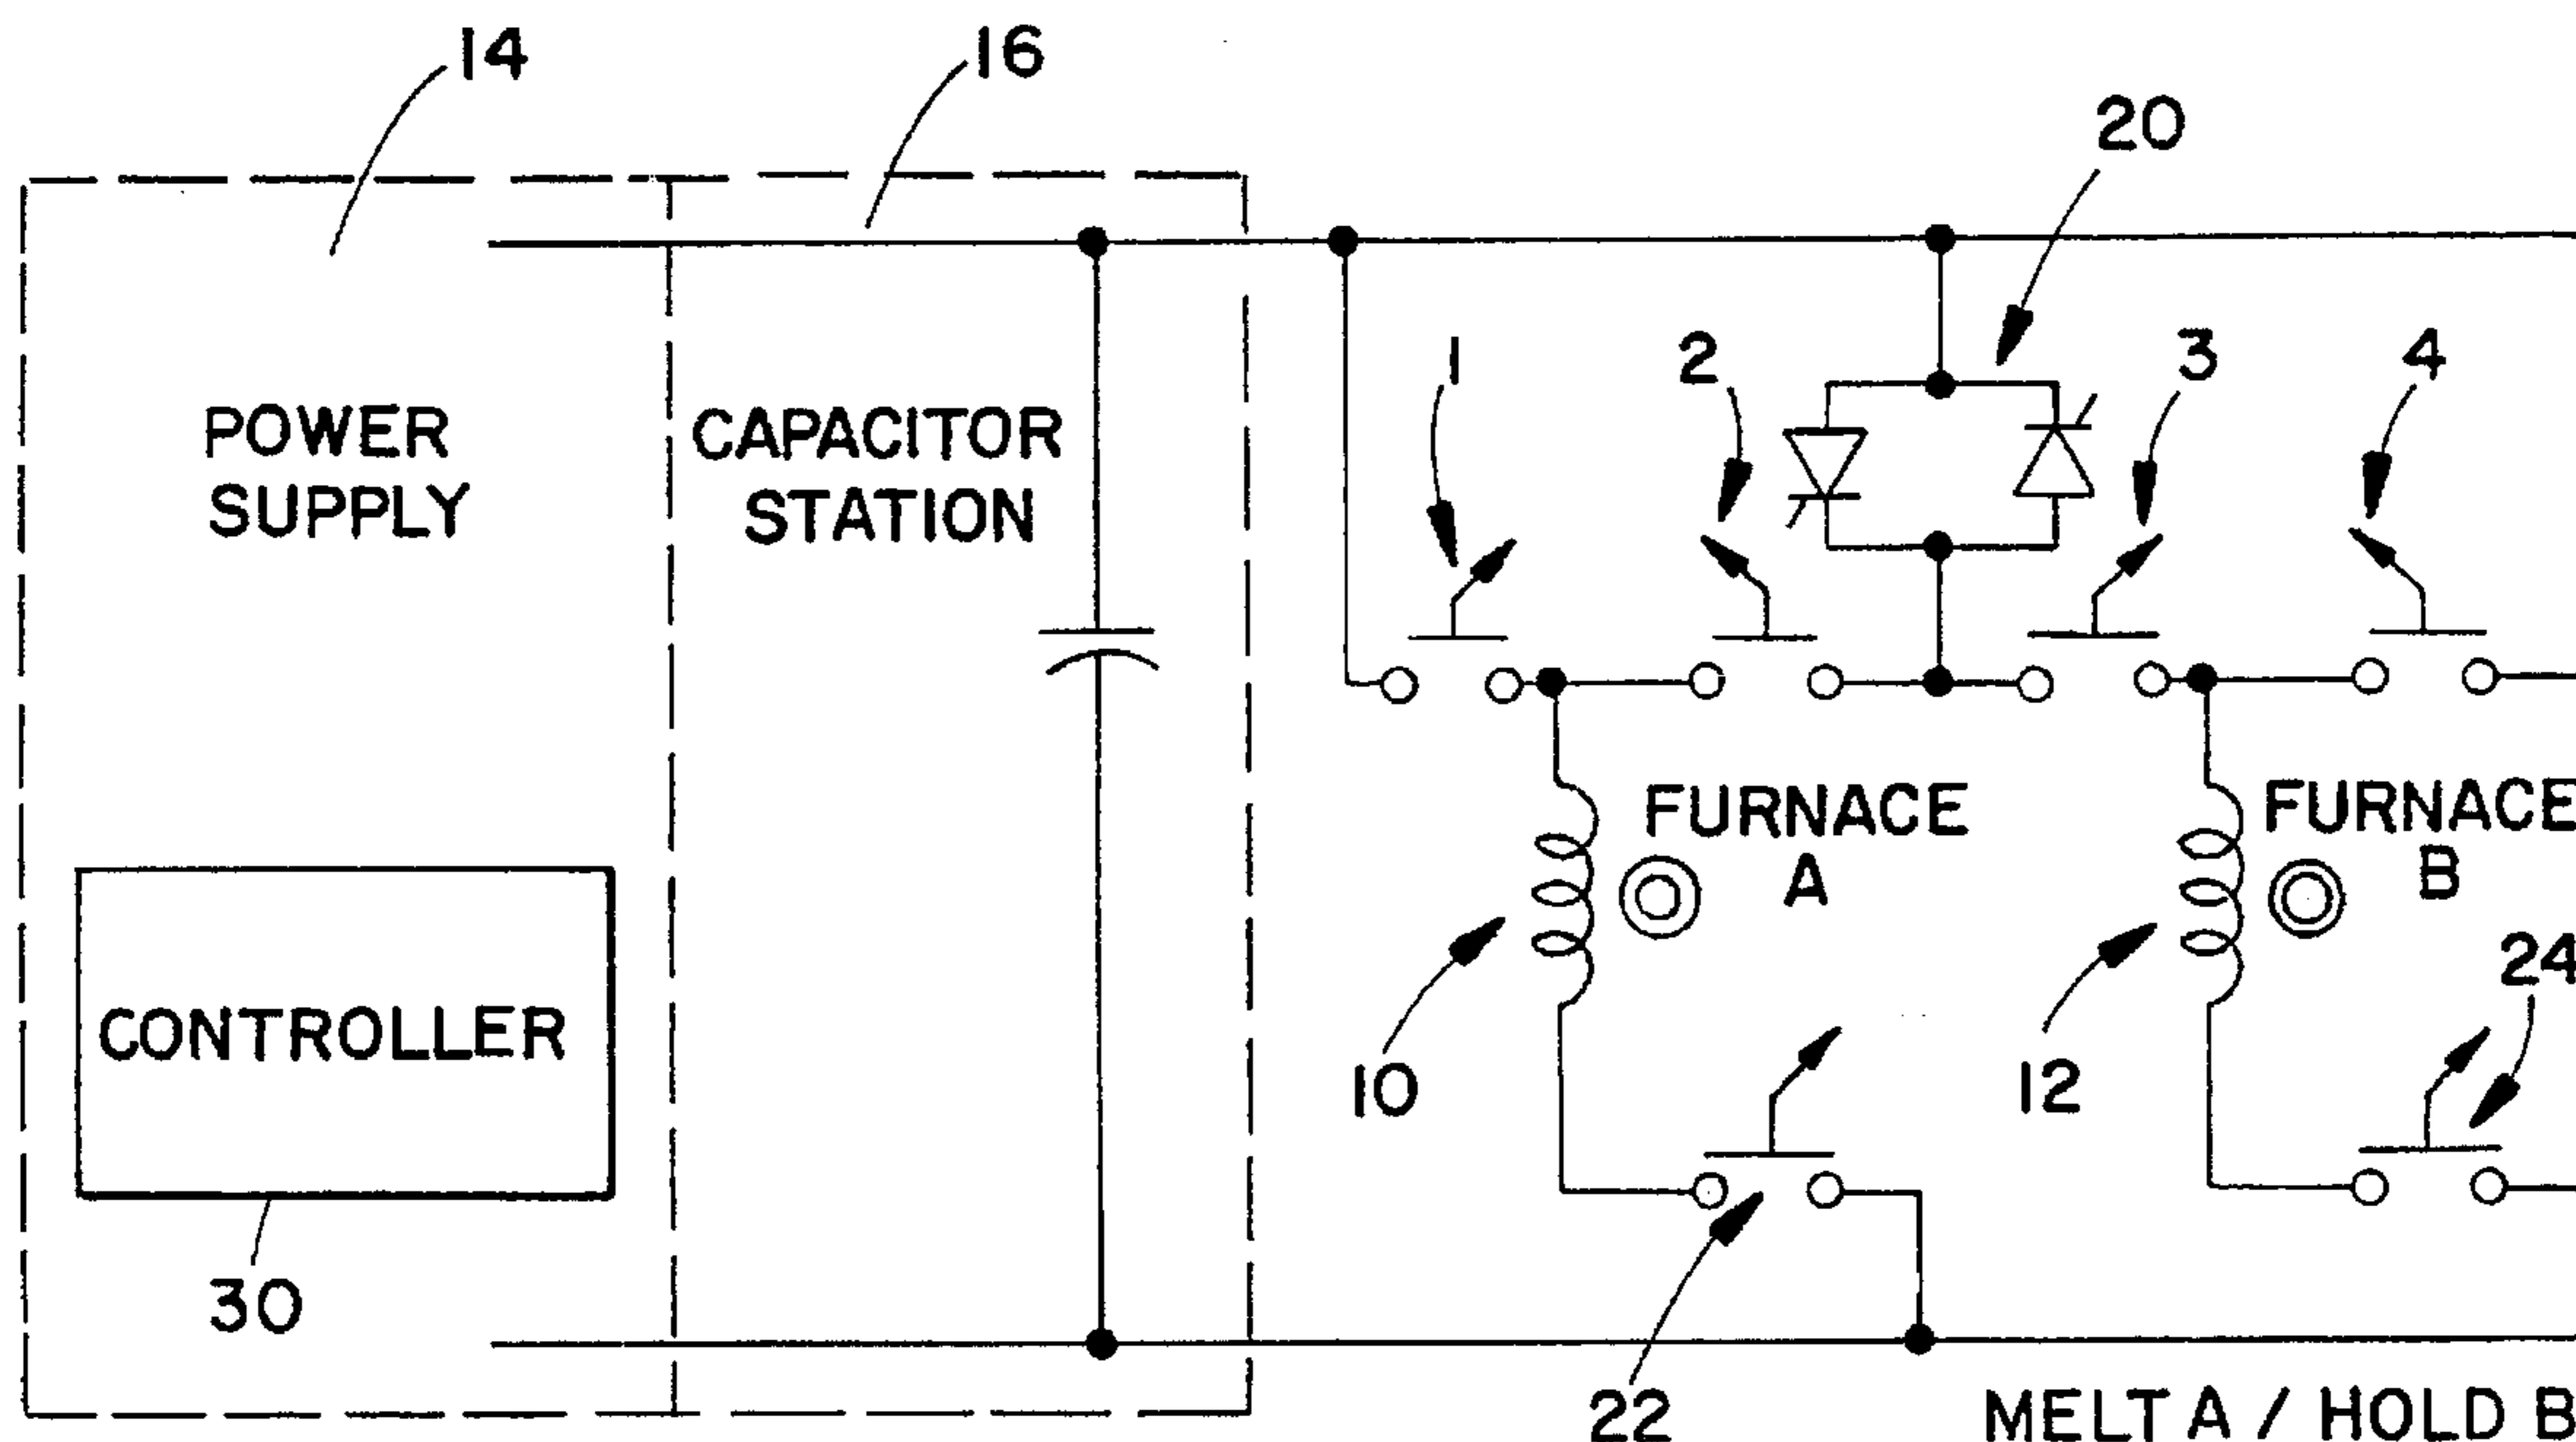 14
16
20
1
2
3
4
POWER
SUPPLY
CAPACITOR
STATION
FURNACE
A
FURNACE
B
24
10
12
CONTROLLER
30
22
MELT A / HOLD B